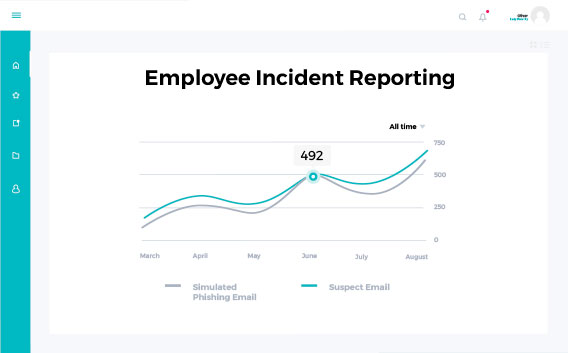 Employee Incident Reporting
All time
750
492
500
250
0
March April May June July August
Simulated Suspect Email
Phishing Email